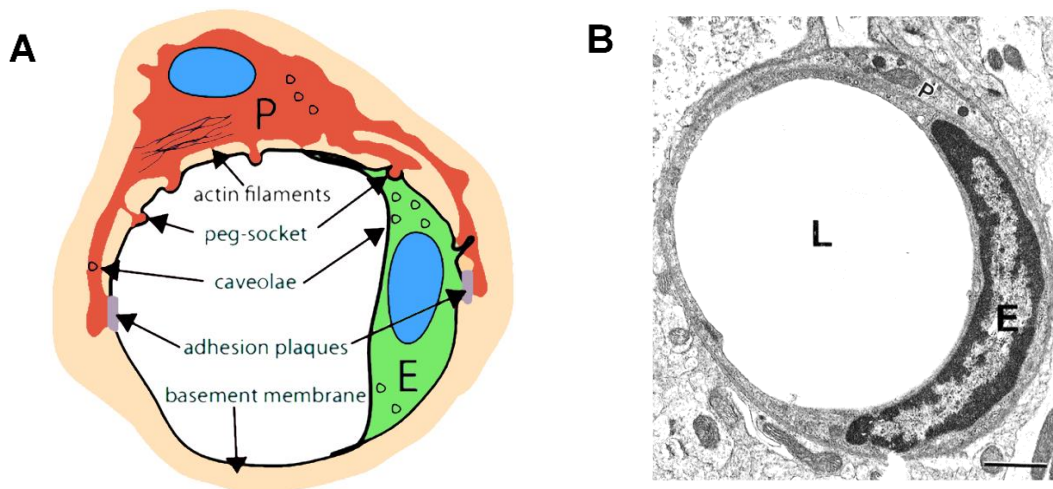 A
P
actin filaments
peg-socket
caveolae
adhesion plaques
E
basement membrane
B
P
L
E